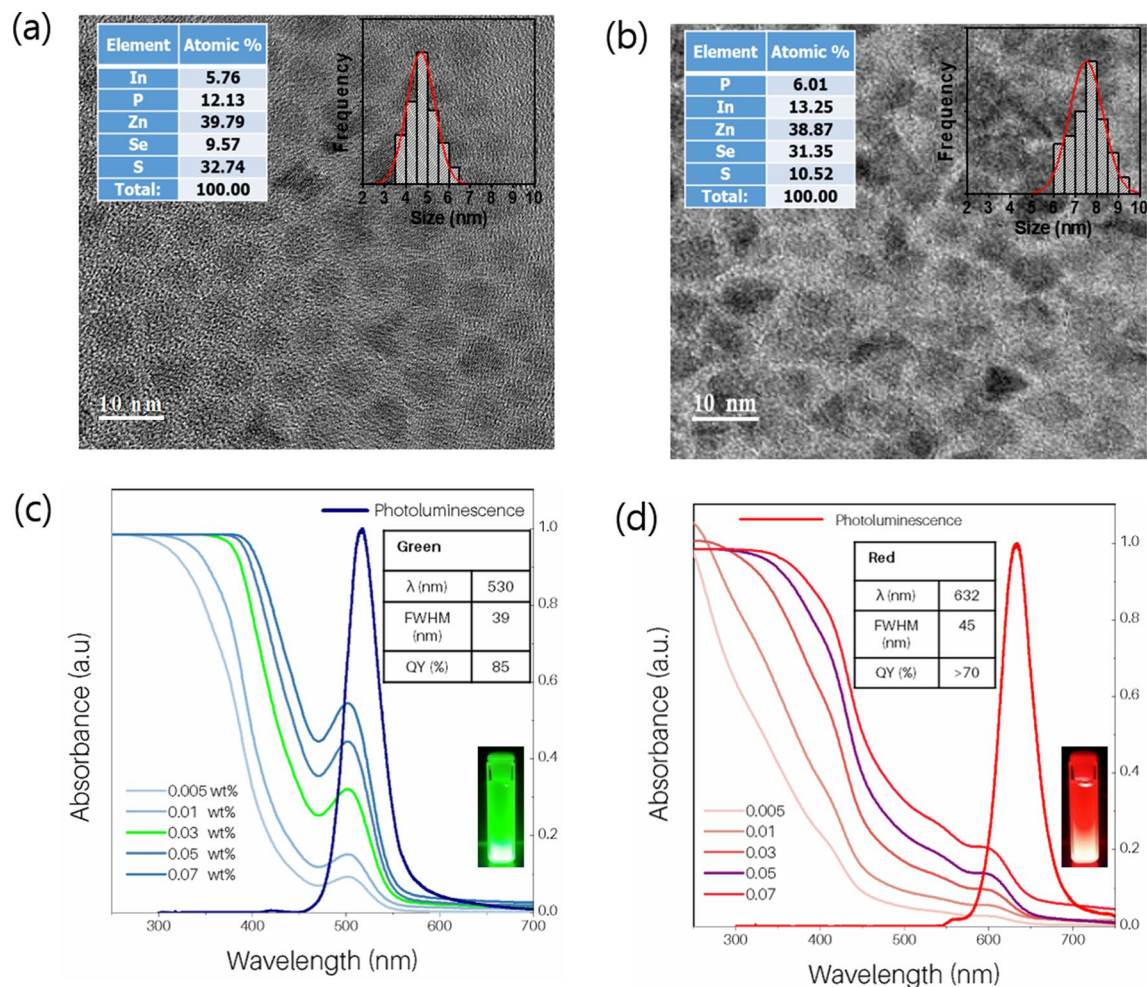 (a)
Element Atomic %
In 5.76
P 12.13
Zn 39.79
Se 9.57
S 32.74
Total: 100.00
Frequency
2 3 4 5 6 7 8 9 10
Size (nm)
10 nm
(b)
Element Atomic %
P 6.01
In 13.25
Zn 38.87
Se 31.35
S 10.52
Total: 100.00
Frequency
2 3 4 5 6 7 8 9 10
Size (nm)
10 nm
(c)
Photoluminescence
Green
λ (nm) 530
FWHM
(nm) 39
QY (%) 85
1.0
0.8
0.6
0.4
0.2
0.0
Absorbance (a.u)
0.005 wt%
0.01 wt%
0.03 wt%
0.05 wt%
0.07 wt%
300 400 500 600 700
Wavelength (nm)
(d)
Photoluminescence
Red
λ (nm) 632
FWHM
(nm) 45
QY (%) >70
1.0
0.8
0.6
0.4
0.2
0.0
Absorbance (a.u.)
0.005
0.01
0.03
0.05
0.07
300 400 500 600 700
Wavelength (nm)